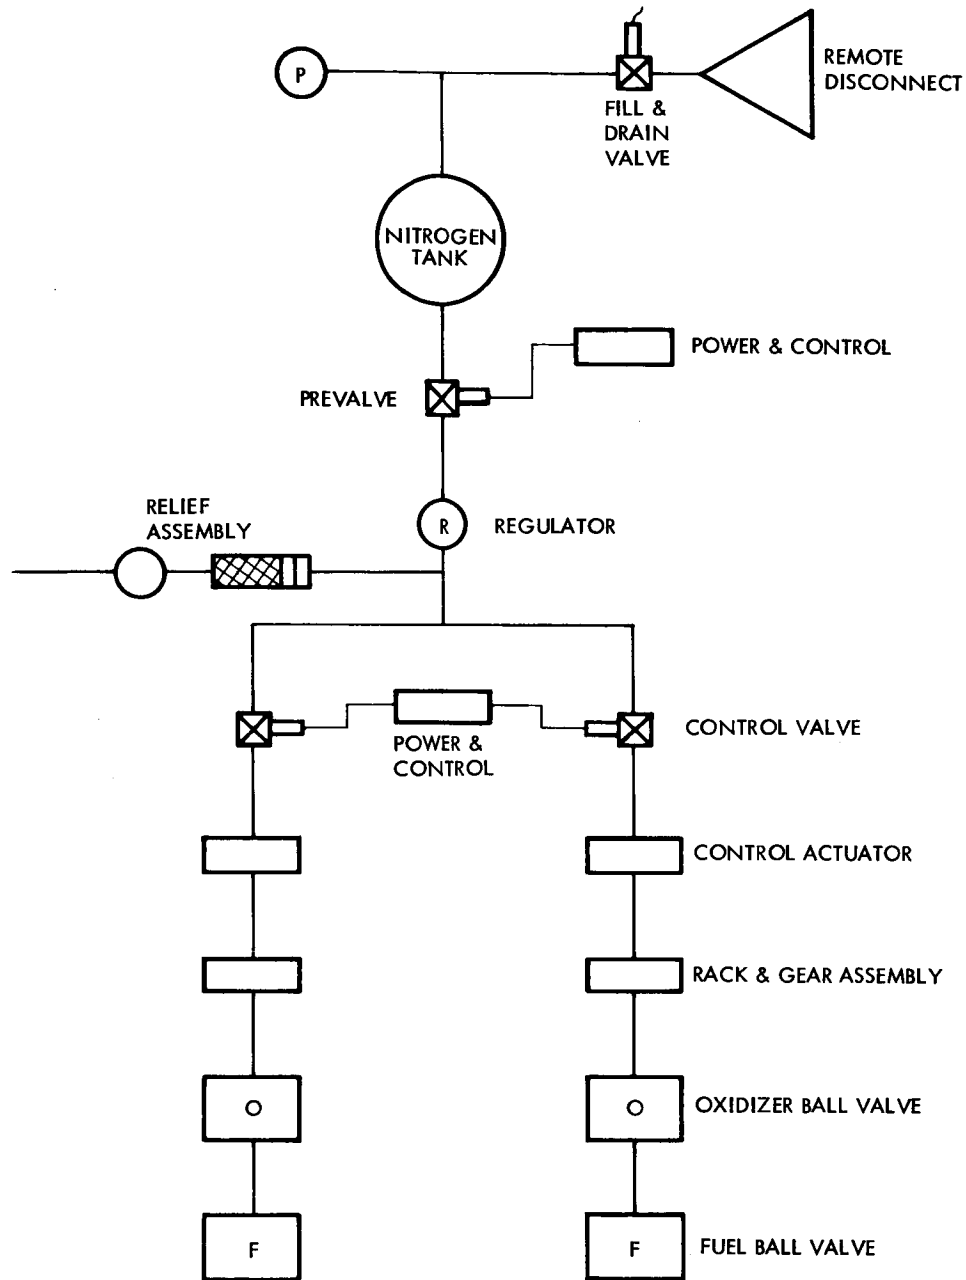 P
REMOTE
DISCONNECT
FILL &
DRAIN
VALVE
NITROGEN
TANK
POWER & CONTROL
PREVALVE
RELIEF
ASSEMBLY
R
REGULATOR
CONTROL VALVE
POWER &
CONTROL
CONTROL ACTUATOR
RACK & GEAR ASSEMBLY
O
O
OXIDIZER BALL VALVE
F
F
FUEL BALL VALVE